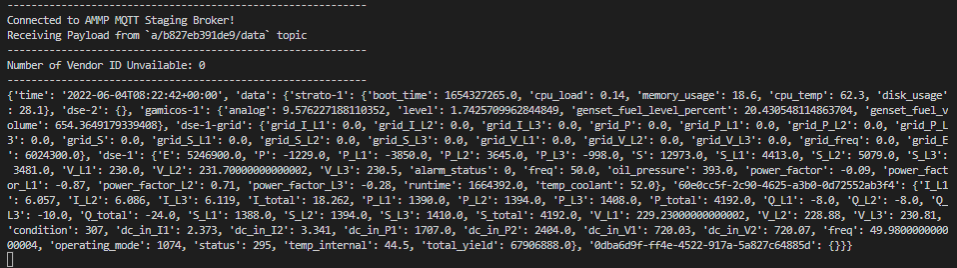 ------------------------------------------------------------
Connected to AMMP MQTT Staging Broker!
Receiving Payload from `a/b827eb391de9/data` topic
------------------------------------------------------------
Number of Vendor ID Unvailable: 0
------------------------------------------------------------
{'time': '2022-06-04T08:22:42+00:00', 'data': {'strato-1': {'boot_time': 1654327265.0, 'cpu_load': 0.14, 'memory_usage': 18.6, 'cpu_temp': 62.3, 'disk_usage'
: 28.1}, 'dse-2': {}, 'gamicos-1': {'analog': 9.576227188110352, 'level': 1.7425709962844849, 'genset_fuel_level_percent': 20.430548114863704, 'genset_fuel_v
olume': 654.3649179339408}, 'dse-1-grid': {'grid_I_L1': 0.0, 'grid_I_L2': 0.0, 'grid_I_L3': 0.0, 'grid_P': 0.0, 'grid_P_L1': 0.0, 'grid_P_L2': 0.0, 'grid_P_L
3': 0.0, 'grid_S': 0.0, 'grid_S_L1': 0.0, 'grid_S_L2': 0.0, 'grid_S_L3': 0.0, 'grid_V_L1': 0.0, 'grid_V_L2': 0.0, 'grid_V_L3': 0.0, 'grid_freq': 0.0, 'grid_E
': 6024300.0}, 'dse-1': {'E': 5246900.0, 'P': -1229.0, 'P_L1': -3850.0, 'P_L2': 3645.0, 'P_L3': -998.0, 'S': 12973.0, 'S_L1': 4413.0, 'S_L2': 5079.0, 'S_L3':
 3481.0, 'V_L1': 230.0, 'V_L2': 231.70000000000002, 'V_L3': 230.5, 'alarm_status': 0, 'freq': 50.0, 'oil_pressure': 393.0, 'power_factor': -0.09, 'power_fact
or_L1': -0.87, 'power_factor_L2': 0.71, 'power_factor_L3': -0.28, 'runtime': 1664392.0, 'temp_coolant': 52.0}, '60e0cc5f-2c90-4625-a3b0-0d72552ab3f4': {'I_L1
': 6.057, 'I_L2': 6.086, 'I_L3': 6.119, 'I_total': 18.262, 'P_L1': 1390.0, 'P_L2': 1394.0, 'P_L3': 1408.0, 'P_total': 4192.0, 'Q_L1': -8.0, 'Q_L2': -8.0, 'Q_
L3': -10.0, 'Q_total': -24.0, 'S_L1': 1388.0, 'S_L2': 1394.0, 'S_L3': 1410.0, 'S_total': 4192.0, 'V_L1': 229.23000000000002, 'V_L2': 228.88, 'V_L3': 230.81,
'condition': 307, 'dc_in_I1': 2.373, 'dc_in_I2': 3.341, 'dc_in_P1': 1707.0, 'dc_in_P2': 2404.0, 'dc_in_V1': 720.03, 'dc_in_V2': 720.07, 'freq': 49.9800000000
00004, 'operating_mode': 1074, 'status': 295, 'temp_internal': 44.5, 'total_yield': 67906888.0}, '0dba6d9f-ff4e-4522-917a-5a827c64885d': {}}}